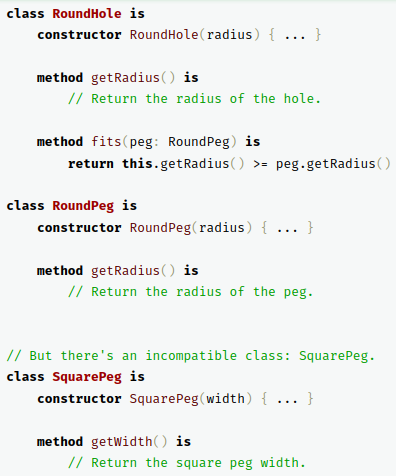 class RoundHole is
    constructor RoundHole(radius) { ... }

    method getRadius() is
        // Return the radius of the hole.

    method fits(peg: RoundPeg) is
        return this.getRadius() >= peg.getRadius()

class RoundPeg is
    constructor RoundPeg(radius) { ... }

    method getRadius() is
        // Return the radius of the peg.


// But there's an incompatible class: SquarePeg.
class SquarePeg is
    constructor SquarePeg(width) { ... }

    method getWidth() is
        // Return the square peg width.